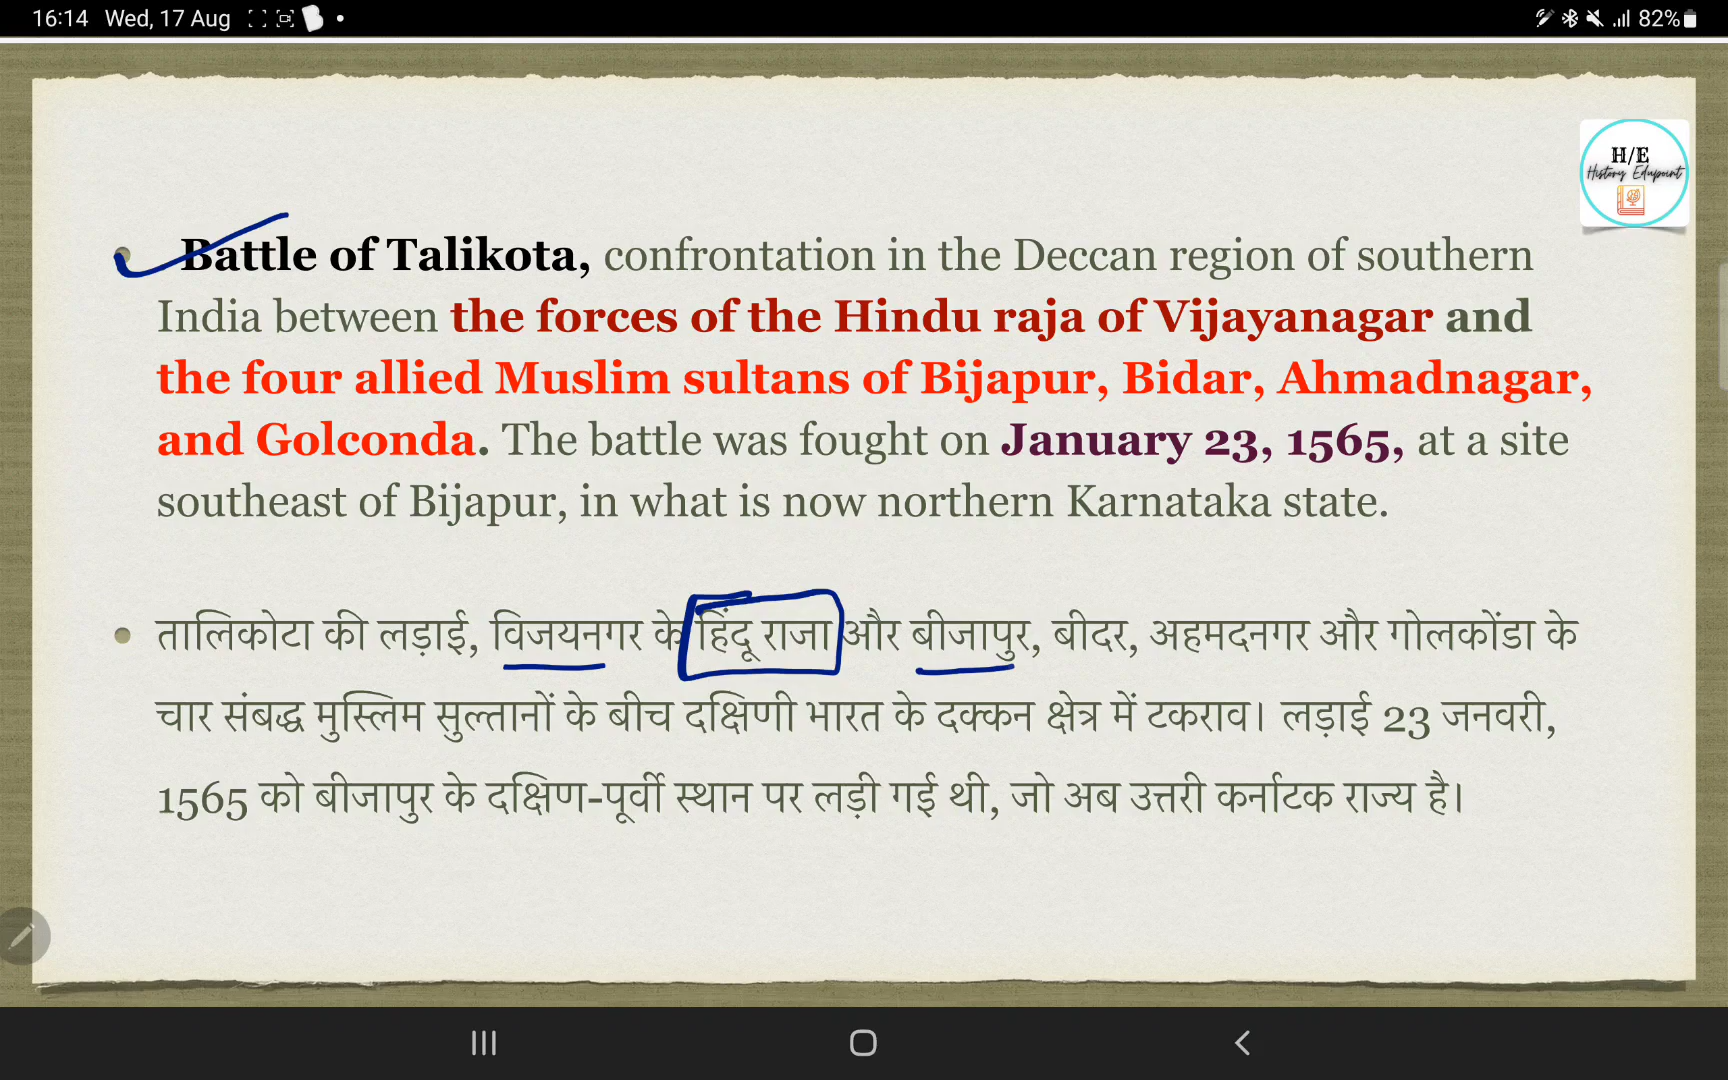 16:14 Wed, 17 Aug
82%
H/E
History Edupoint
Battle of Talikota, confrontation in the Deccan region of southern
India between the forces of the Hindu raja of Vijayanagar and
the four allied Muslim sultans of Bijapur, Bidar, Ahmadnagar,
and Golconda. The battle was fought on January 23, 1565, at a site
southeast of Bijapur, in what is now northern Karnataka state.
तालिकोटा की लड़ाई, विजयनगर के हिंदू राजा और बीजापुर, बीदर, अहमदनगर और गोलकोंडा के
चार संबद्ध मुस्लिम सुल्तानों के बीच दक्षिणी भारत के दक्कन क्षेत्र में टकराव। लड़ाई 23 जनवरी,
1565 को बीजापुर के दक्षिण-पूर्वी स्थान पर लड़ी गई थी, जो अब उत्तरी कर्नाटक राज्य है।